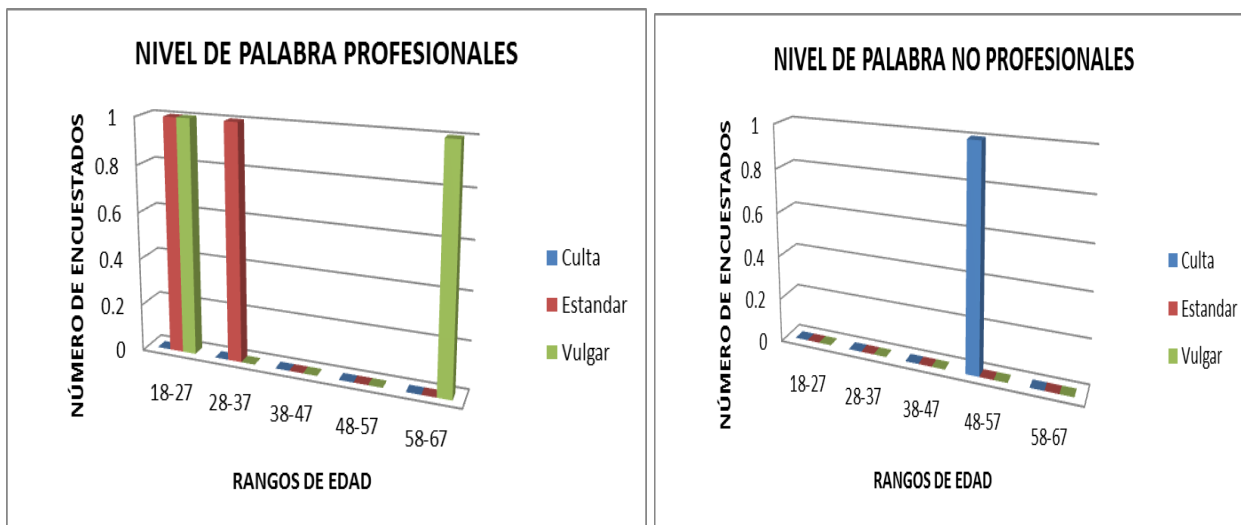 NIVEL DE PALABRA PROFESIONALES
NÚMERO DE ENCUESTADOS
1
0.8
0.6
0.4
0.2
0
18-27
28-37
38-47
48-57
58-67
RANGOS DE EDAD
Culta
Estandar
Vulgar
NIVEL DE PALABRA NO PROFESIONALES
NÚMERO DE ENCUESTADOS
1
0.8
0.6
0.4
0.2
0
18-27
28-37
38-47
48-57
58-67
RANGOS DE EDAD
Culta
Estandar
Vulgar